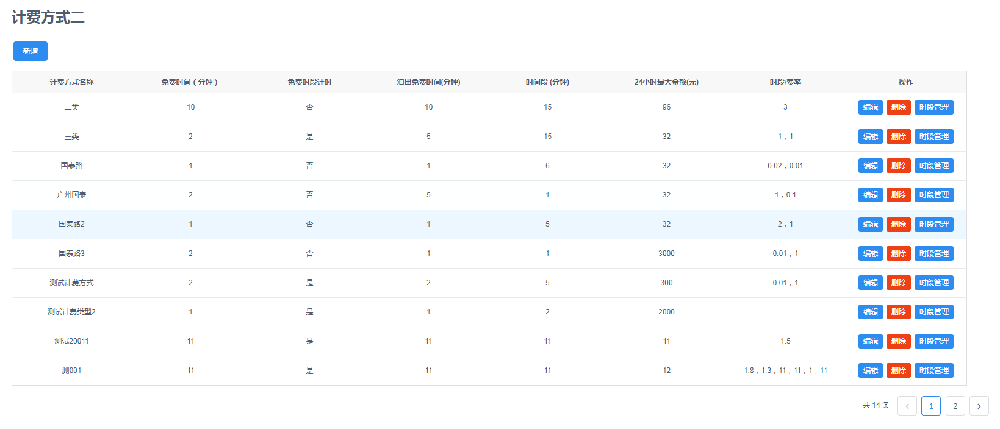 计费方式二
新增
计费方式名称 免费时间（分钟） 免费时段计时 泊出免费时间(分钟) 时间段 (分钟) 24小时最大金额(元) 时段/费率 操作
二类 10 否 10 15 96 3 编辑 删除 时段管理
三类 2 是 5 15 32 1，1 编辑 删除 时段管理
国泰路 1 否 1 6 32 0.02，0.01 编辑 删除 时段管理
广州国泰 2 否 5 1 32 1，0.1 编辑 删除 时段管理
国泰路2 1 否 1 5 32 2，1 编辑 删除 时段管理
国泰路3 2 否 1 1 3000 0.01，1 编辑 删除 时段管理
测试计费方式 2 是 2 5 300 0.01，1 编辑 删除 时段管理
测试计费类型2 1 是 1 2 2000 编辑 删除 时段管理
测试20011 11 是 11 11 11 1.5 编辑 删除 时段管理
测001 11 是 11 11 12 1.8，1.3，11，11，1，11 编辑 删除 时段管理
共 14 条 < 1 2 >